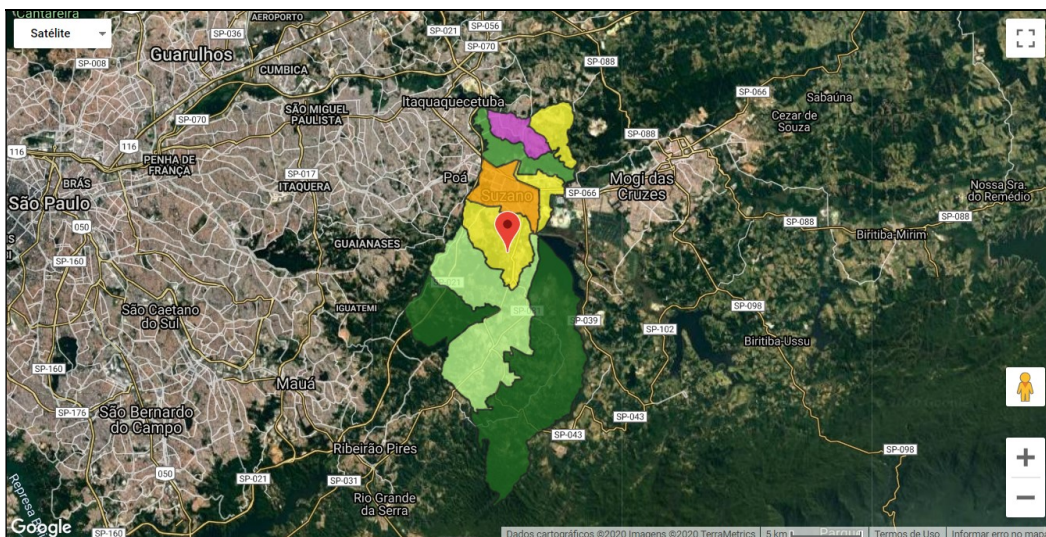 Cantareira
Satélite
AEROPORTO
SP-036
SP-021
SP-056
SP-070
Guarulhos
SP-008
CUMBICA
SP-088
SP-066
Sabaúna
Itaquaquecetuba
SÃO MIGUEL
PAULISTA
SP-070
Cezar de
Souza
SP-088
116
116
PENHA DE
FRANÇA
SP-017
BRÁS
ITAQUERA
Poá
Suzano
SP-066
Mogi das
Cruzes
Nossa Sra.
do Remédio
São Paulo
050
SP-088
SP-088
GUAIANASES
Biritiba-Mirim
SP-160
IGUATEMI
São Caetano
do Sul
SP-039
SP-102
SP-098
Biritiba-Ussu
SP-160
Mauá
SP-176
São Bernardo
do Campo
SP-043
SP-043
Ribeirão Pires
SP-098
050
SP-021
SP-031
Rio Grande
da Serra
Represa
Google
SP-160
Dados cartográficos ©2020 Imagens ©2020 TerraMetrics
5 km
Parque
Termos de Uso
Informar erro no mapa